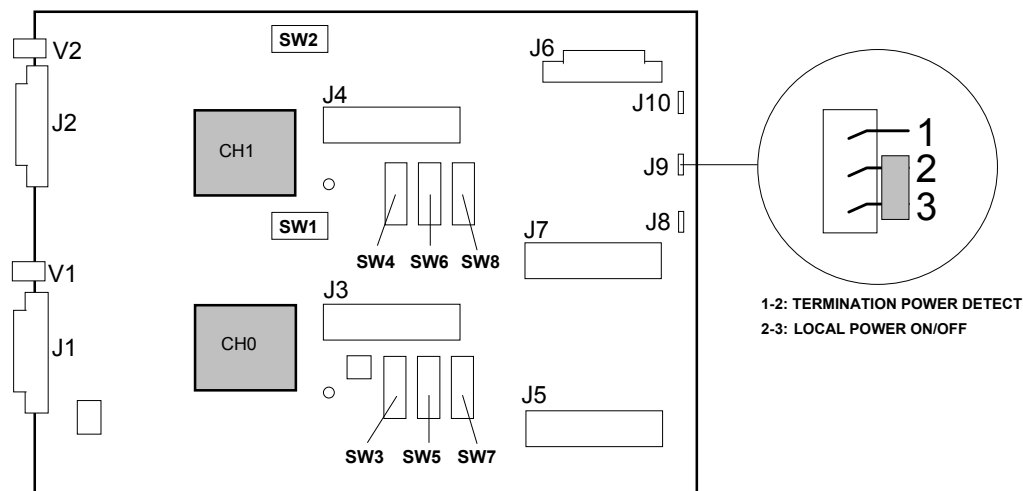 V2
SW2
J6
J2
J4
J10
CH1
1
J9
2
3
SW1
J8
SW4 SW6 SW8
J7
V1
J3
1-2: TERMINATION POWER DETECT
2-3: LOCAL POWER ON/OFF
J1
CH0
J5
SW3 SW5 SW7